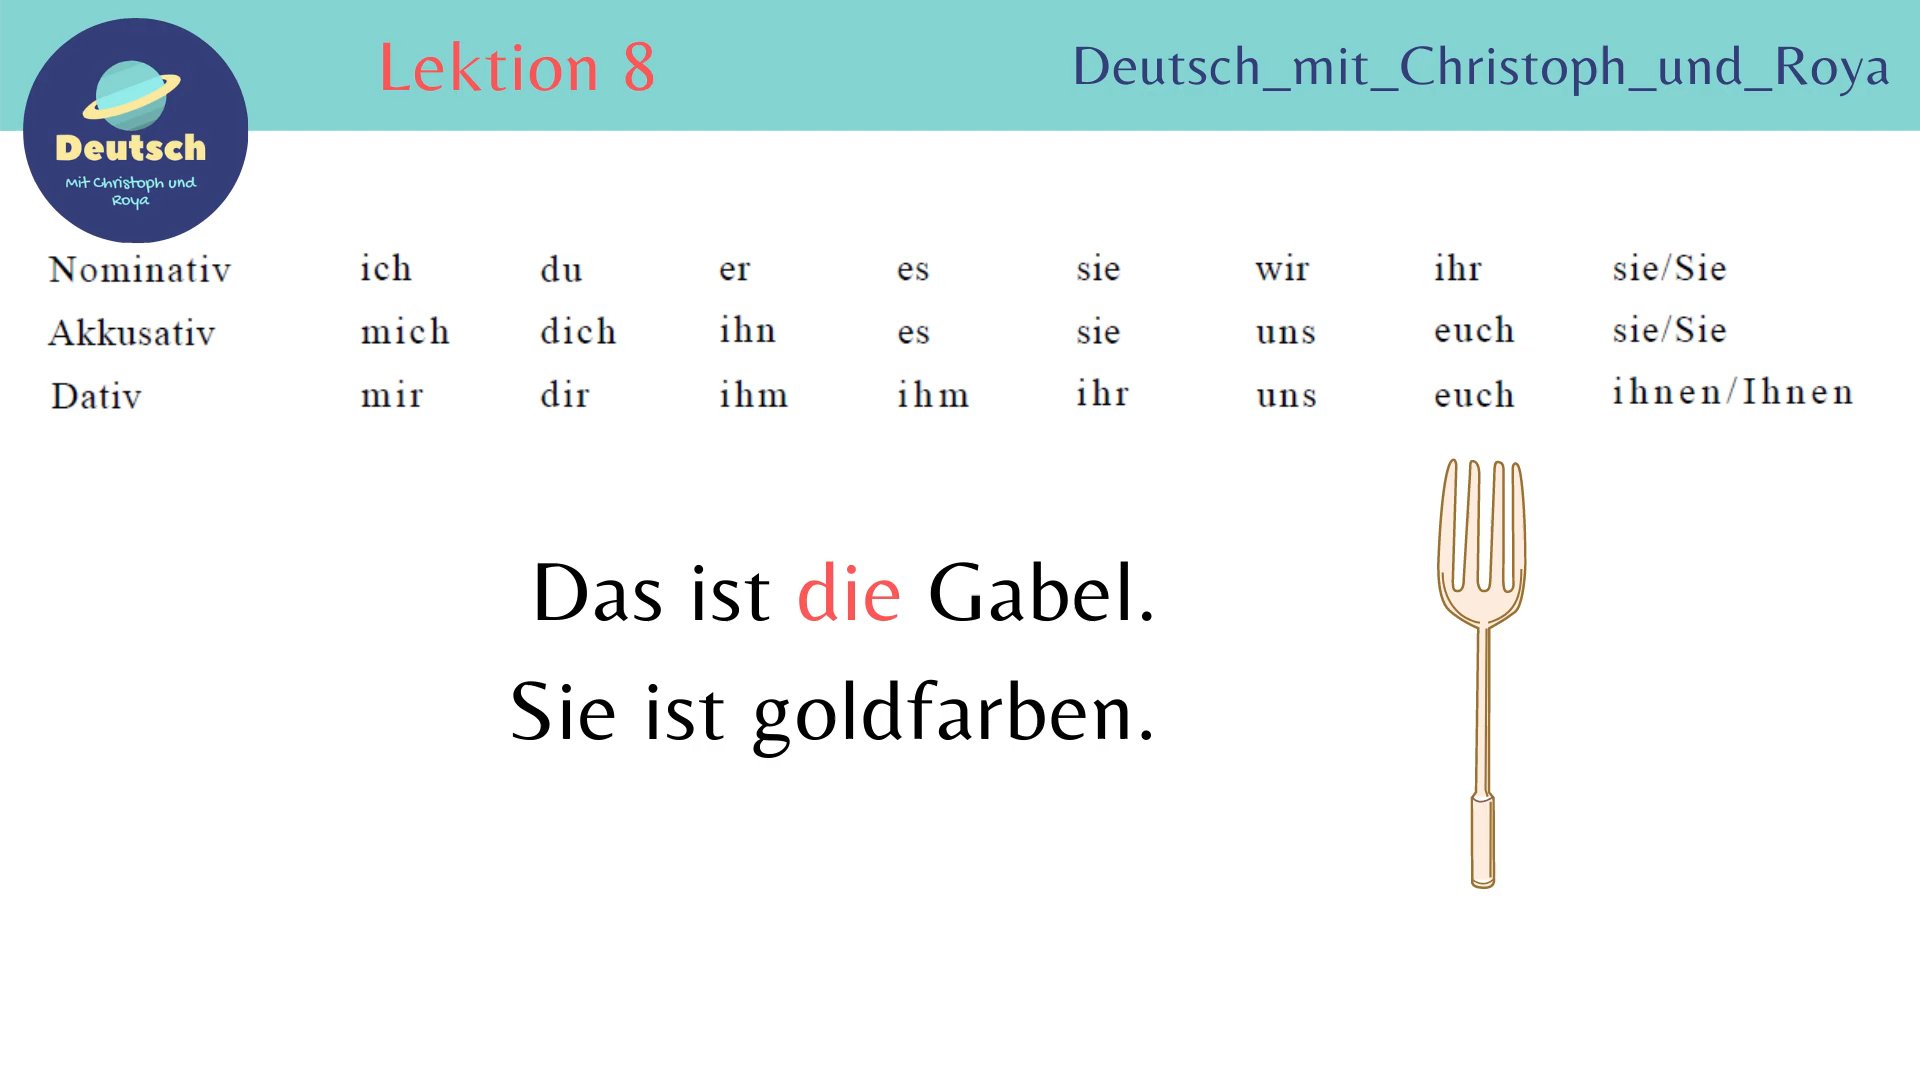 Lektion 8
Deutsch_mit_Christoph_und_Roya
Deutsch
Mit Christoph und
Roya
Nominativ ich du er es sie wir ihr sie/Sie
Akkusativ mich dich ihn es sie uns euch sie/Sie
Dativ mir dir ihm ihm ihr uns euch ihnen/Ihnen
Das ist die Gabel.
Sie ist goldfarben.